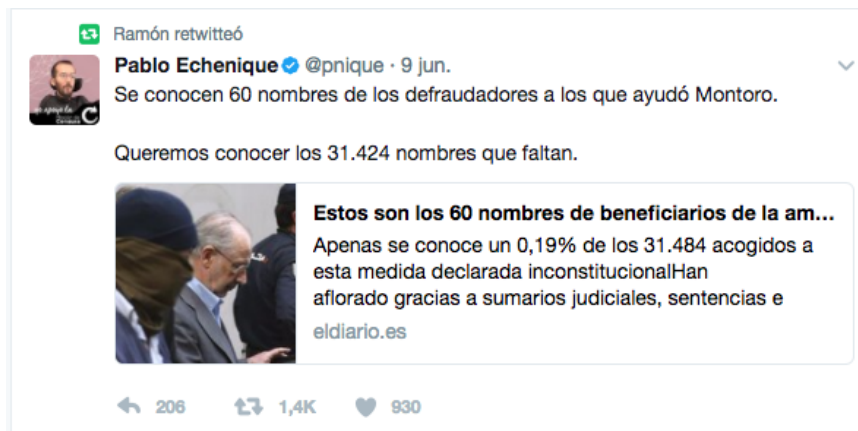 Ramón retwitteó
Pablo Echenique @pnique · 9 jun.
Se conocen 60 nombres de los defraudadores a los que ayudó Montoro.
Queremos conocer los 31.424 nombres que faltan.
Estos son los 60 nombres de beneficiarios de la am...
Apenas se conoce un 0,19% de los 31.484 acogidos a
esta medida declarada inconstitucionalHan
aflorado gracias a sumarios judiciales, sentencias e
eldiario.es
206 1,4K 930